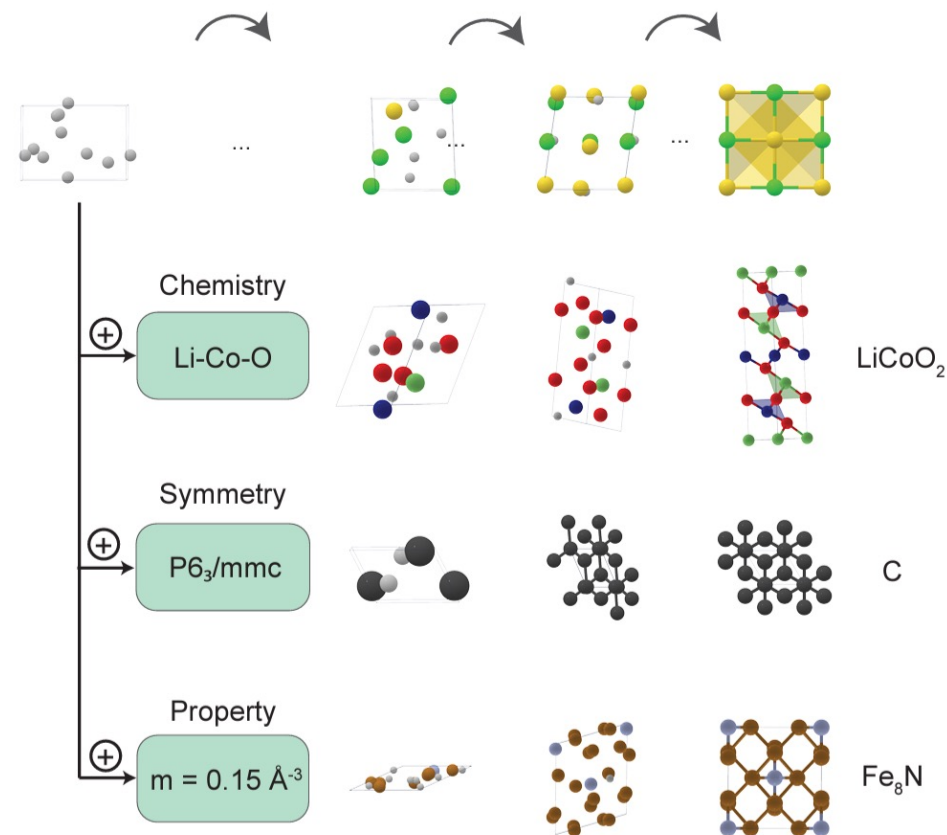 ... ... ...
Chemistry
+
Li-Co-O
LiCoO₂
Symmetry
+
P6₃/mmc
C
Property
+
m = 0.15 Å⁻³
Fe₈N